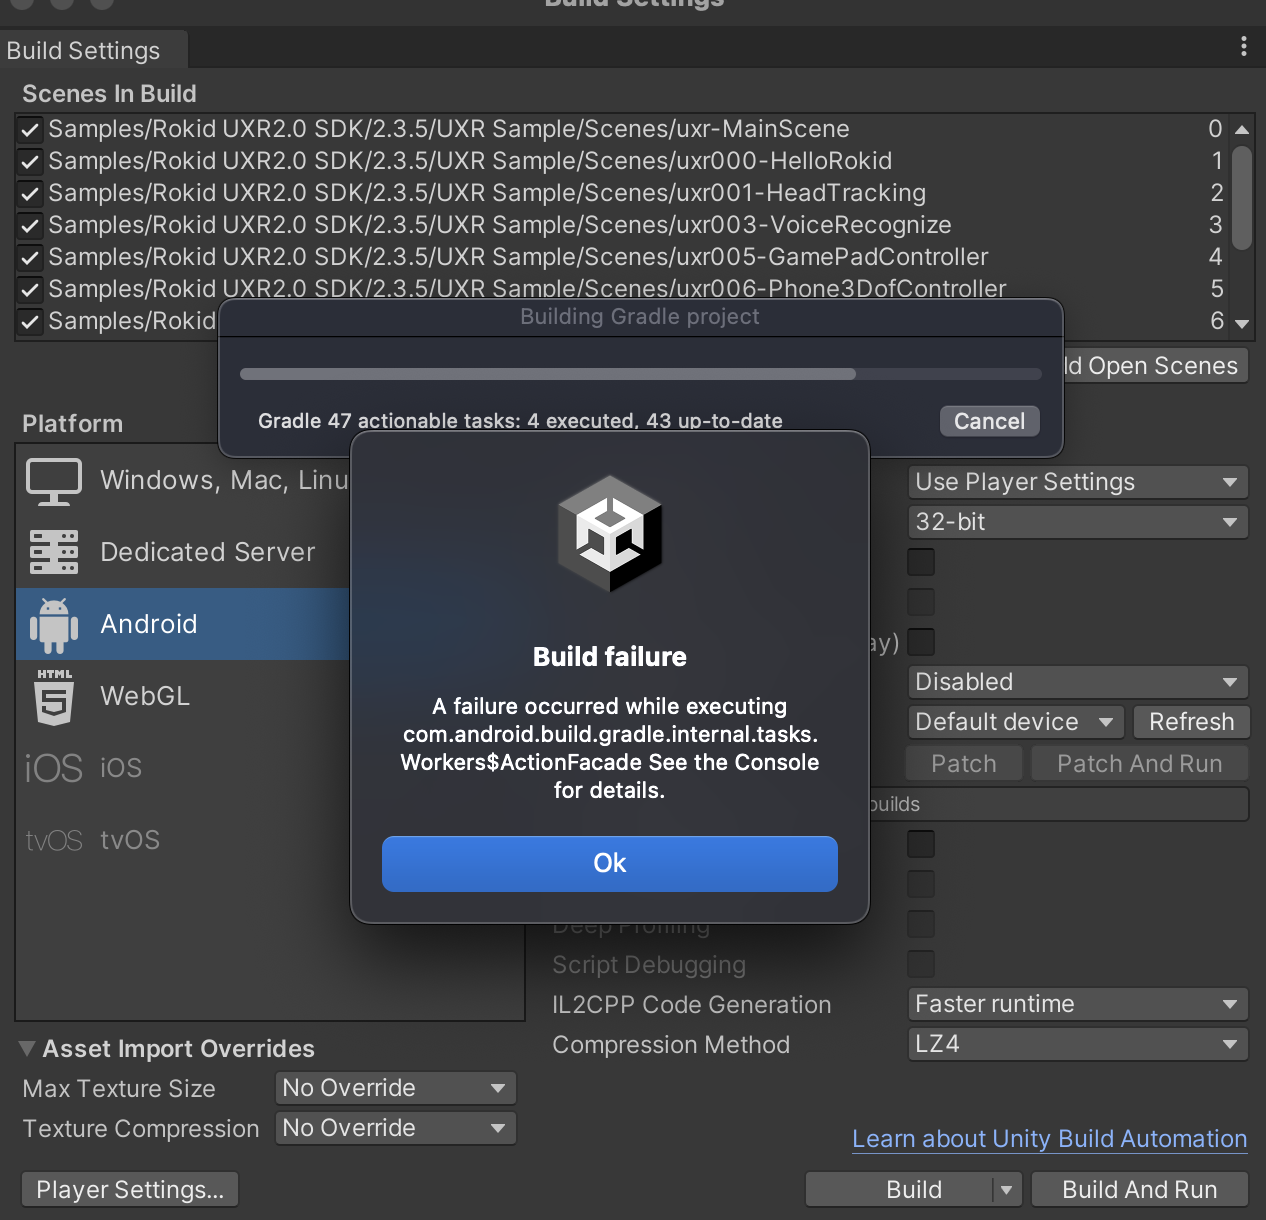 Build Settings
Build Settings
Scenes In Build
Samples/Rokid UXR2.0 SDK/2.3.5/UXR Sample/Scenes/uxr-MainScene 0
Samples/Rokid UXR2.0 SDK/2.3.5/UXR Sample/Scenes/uxr000-HelloRokid 1
Samples/Rokid UXR2.0 SDK/2.3.5/UXR Sample/Scenes/uxr001-HeadTracking 2
Samples/Rokid UXR2.0 SDK/2.3.5/UXR Sample/Scenes/uxr003-VoiceRecognize 3
Samples/Rokid UXR2.0 SDK/2.3.5/UXR Sample/Scenes/uxr005-GamePadController 4
Samples/Rokid UXR2.0 SDK/2.3.5/UXR Sample/Scenes/uxr006-Phone3DofController 5
Samples/Rokid 6
Building Gradle project
Open Scenes
Gradle 47 actionable tasks: 4 executed, 43 up-to-date
Cancel
Platform
Windows, Mac, Linu
Dedicated Server
Android
HTML
5
WebGL
iOS iOS
tvOS tvOS
Use Player Settings
32-bit
ay)
Disabled
Default device
Refresh
Patch
Patch And Run
builds
Build failure
A failure occurred while executing
com.android.build.gradle.internal.tasks.
Workers$ActionFacade See the Console
for details.
Ok
Deep Profiling
Script Debugging
IL2CPP Code Generation
Faster runtime
Compression Method
LZ4
Asset Import Overrides
Max Texture Size
No Override
Texture Compression
No Override
Learn about Unity Build Automation
Player Settings...
Build
Build And Run